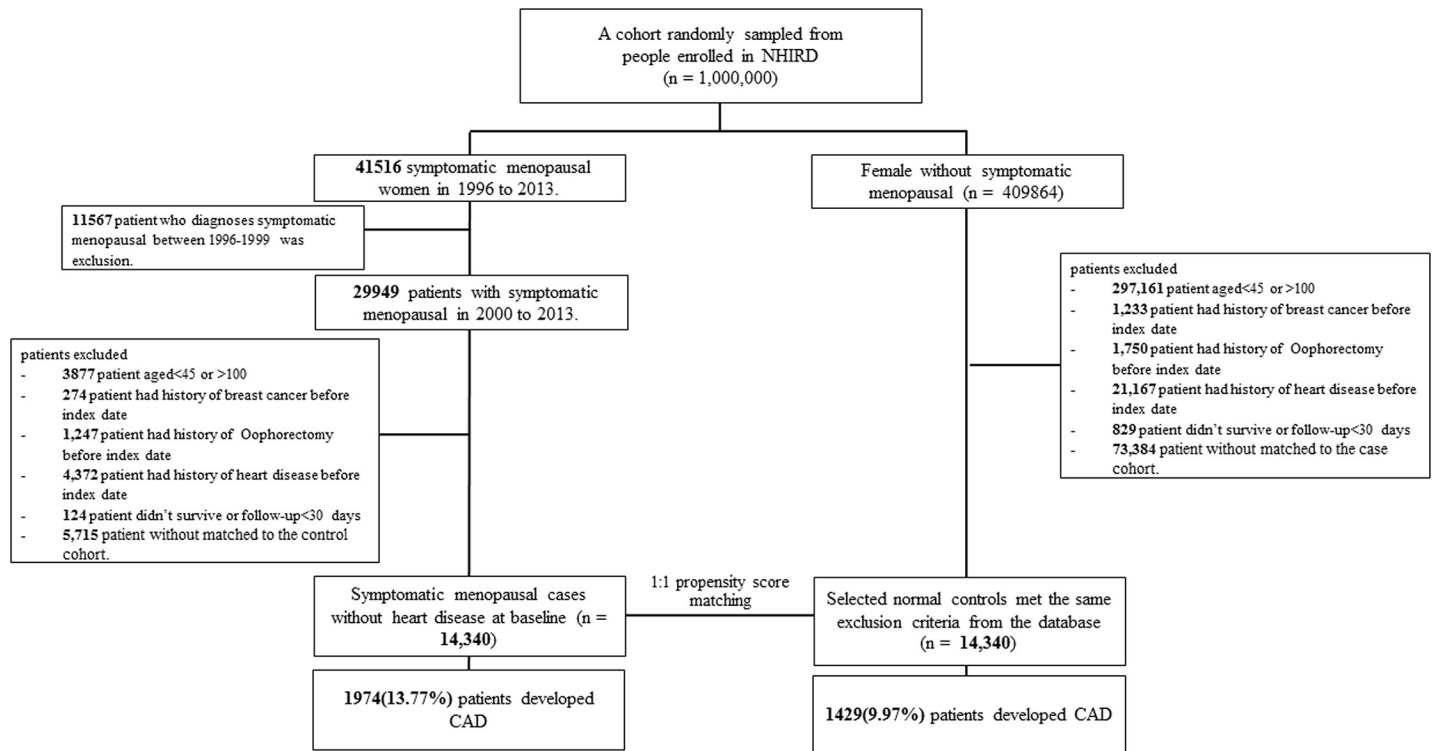 A cohort randomly sampled from
people enrolled in NHIRD
(n = 1,000,000)
41516 symptomatic menopausal
women in 1996 to 2013.
Female without symptomatic
menopausal (n = 409864)
11567 patient who diagnoses symptomatic
menopausal between 1996-1999 was
exclusion.
29949 patients with symptomatic
menopausal in 2000 to 2013.
patients excluded
- 297,161 patient aged<45 or >100
- 1,233 patient had history of breast cancer before
index date
- 1,750 patient had history of Oophorectomy
before index date
- 21,167 patient had history of heart disease before
index date
- 829 patient didn't survive or follow-up<30 days
- 73,384 patient without matched to the case
cohort.
patients excluded
- 3877 patient aged<45 or >100
- 274 patient had history of breast cancer before
index date
- 1,247 patient had history of Oophorectomy
before index date
- 4,372 patient had history of heart disease before
index date
- 124 patient didn't survive or follow-up<30 days
- 5,715 patient without matched to the control
cohort.
Symptomatic menopausal cases
without heart disease at baseline (n =
14,340)
1:1 propensity score
matching
Selected normal controls met the same
exclusion criteria from the database
(n = 14,340)
1974(13.77%) patients developed
CAD
1429(9.97%) patients developed CAD